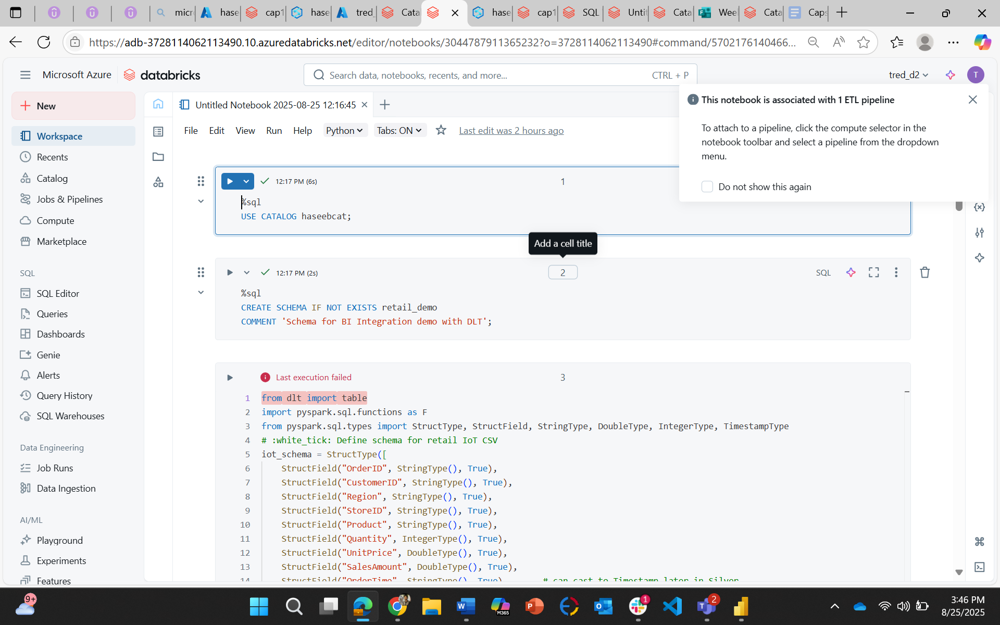 micr
hase
cap1
hase
tred_
Cata
hase
cap1
SQL
Untit
Cata
Wee
Cata
Caps
https://adb-3728114062113490.10.azuredatabricks.net/editor/notebooks/3044787911365232?o=3728114062113490#command/5702176140466...
Microsoft Azure
databricks
Search data, notebooks, recents, and more...
CTRL + P
tred_d2
T
New
Workspace
Recents
Catalog
Jobs & Pipelines
Compute
Marketplace
SQL
SQL Editor
Queries
Dashboards
Genie
Alerts
Query History
SQL Warehouses
Data Engineering
Job Runs
Data Ingestion
AI/ML
Playground
Experiments
Features
Untitled Notebook 2025-08-25 12:16:45
File Edit View Run Help Python Tabs: ON Last edit was 2 hours ago
This notebook is associated with 1 ETL pipeline
To attach to a pipeline, click the compute selector in the
notebook toolbar and select a pipeline from the dropdown
menu.
Do not show this again
12:17 PM (6s)
1
%sql
USE CATALOG haseebcat;
Add a cell title
12:17 PM (2s)
2
SQL
%sql
CREATE SCHEMA IF NOT EXISTS retail_demo
COMMENT 'Schema for BI Integration demo with DLT';
Last execution failed
3
1 from dlt import table
2 import pyspark.sql.functions as F
3 from pyspark.sql.types import StructType, StructField, StringType, DoubleType, IntegerType, TimestampType
4 # :white_tick: Define schema for retail IoT CSV
5 iot_schema = StructType([
6 StructField("OrderID", StringType(), True),
7 StructField("CustomerID", StringType(), True),
8 StructField("Region", StringType(), True),
9 StructField("StoreID", StringType(), True),
10 StructField("Product", StringType(), True),
11 StructField("Quantity", IntegerType(), True),
12 StructField("UnitPrice", DoubleType(), True),
13 StructField("SalesAmount", DoubleType(), True),
14 StructField("OrderTime", StringType(), True), # can cast to Timestamp later in Silver
9+
M365
1
2
3:46 PM
8/25/2025